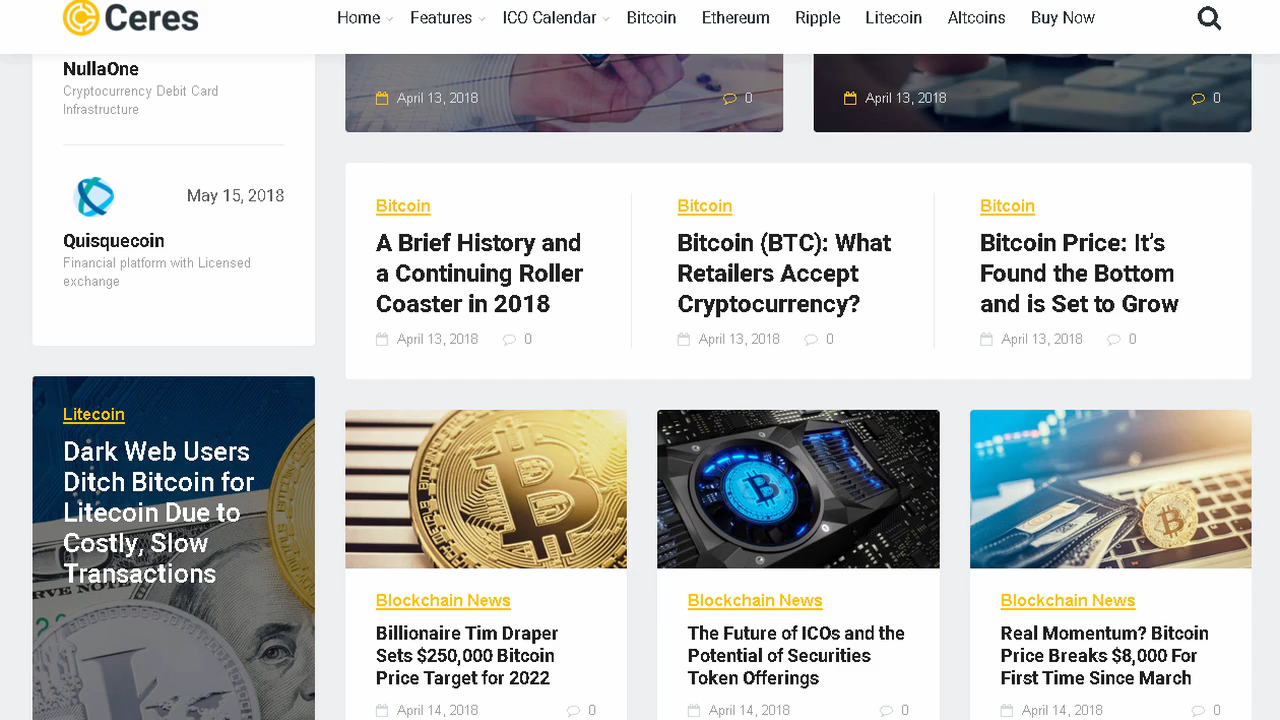 Ceres
Home
Features
ICO Calendar
Bitcoin
Ethereum
Ripple
Litecoin
Altcoins
Buy Now
NullaOne
Cryptocurrency Debit Card
Infrastructure
May 15, 2018
Quisquecoin
Financial platform with Licensed
exchange
Litecoin
Dark Web Users
Ditch Bitcoin for
Litecoin Due to
Costly, Slow
Transactions
April 13, 2018
0
April 13, 2018
0
Bitcoin
A Brief History and
a Continuing Roller
Coaster in 2018
April 13, 2018
0
Bitcoin
Bitcoin (BTC): What
Retailers Accept
Cryptocurrency?
April 13, 2018
0
Bitcoin
Bitcoin Price: It’s
Found the Bottom
and is Set to Grow
April 13, 2018
0
Blockchain News
Billionaire Tim Draper
Sets $250,000 Bitcoin
Price Target for 2022
April 14, 2018
0
Blockchain News
The Future of ICOs and the
Potential of Securities
Token Offerings
April 14, 2018
0
Blockchain News
Real Momentum? Bitcoin
Price Breaks $8,000 For
First Time Since March
April 14, 2018
0